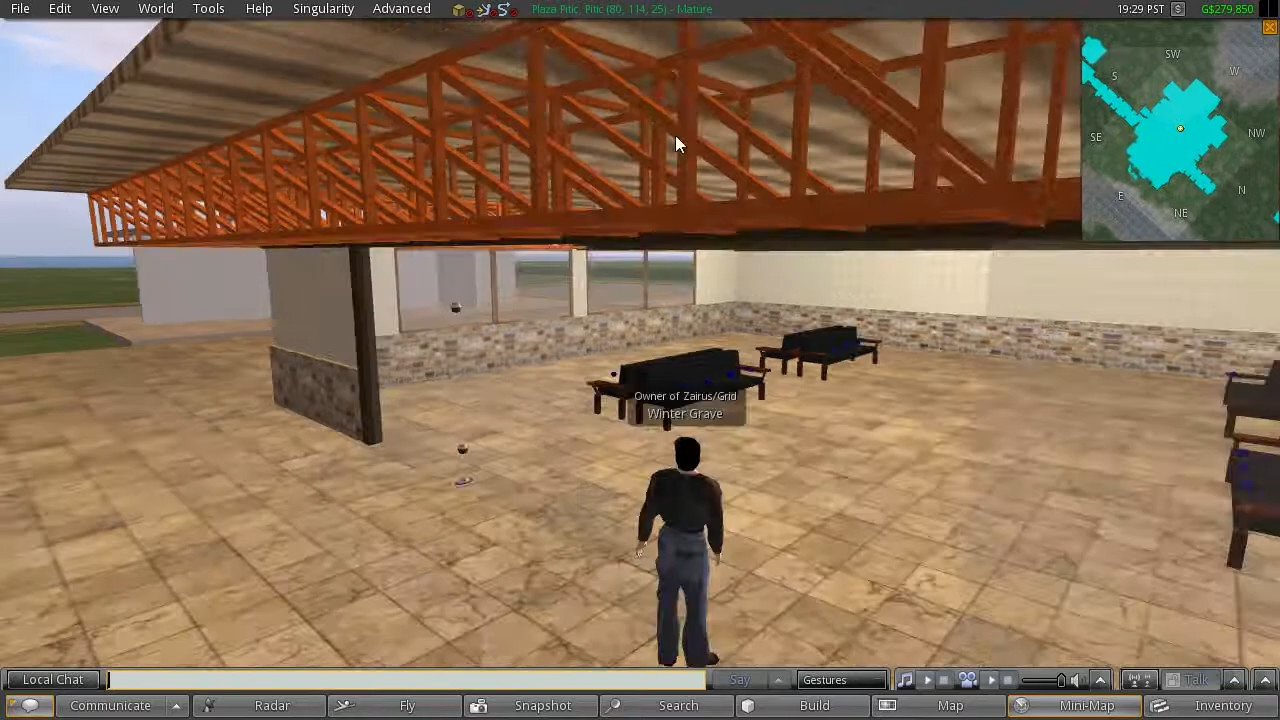 File Edit View World Tools Help Singularity Advanced Plaza Pitic, Pitic (80, 114, 25) - Mature 19:29 PST $ G$279,850
SW
S W
SE NW
E N
NE
Owner of Zairus/Grid
Winter Grave
Local Chat Say Gestures Talk
Communicate Radar Fly Snapshot Search Build Map Mini-Map Inventory